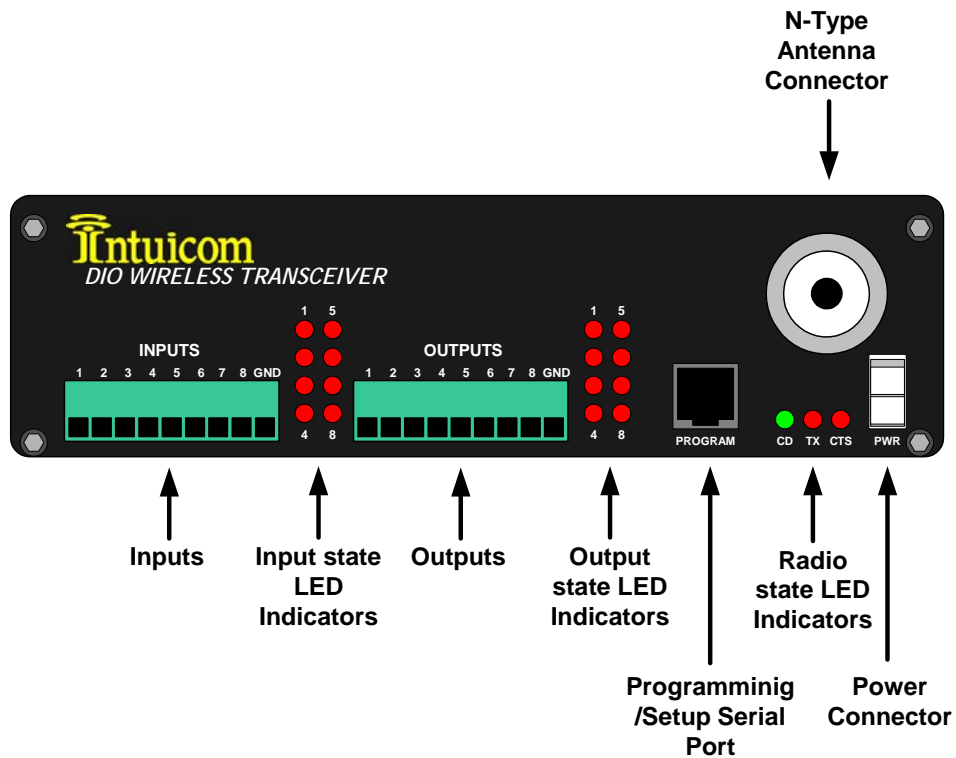 N-Type
Antenna
Connector
Intuicom
DIO WIRELESS TRANSCEIVER
1 5
1 5
INPUTS
OUTPUTS
1 2 3 4 5 6 7 8 GND
1 2 3 4 5 6 7 8 GND
4 8
4 8
PROGRAM
CD TX CTS
PWR
Inputs
Input state
LED
Indicators
Outputs
Output
state LED
Indicators
Radio
state LED
Indicators
Programminig
/Setup Serial
Port
Power
Connector